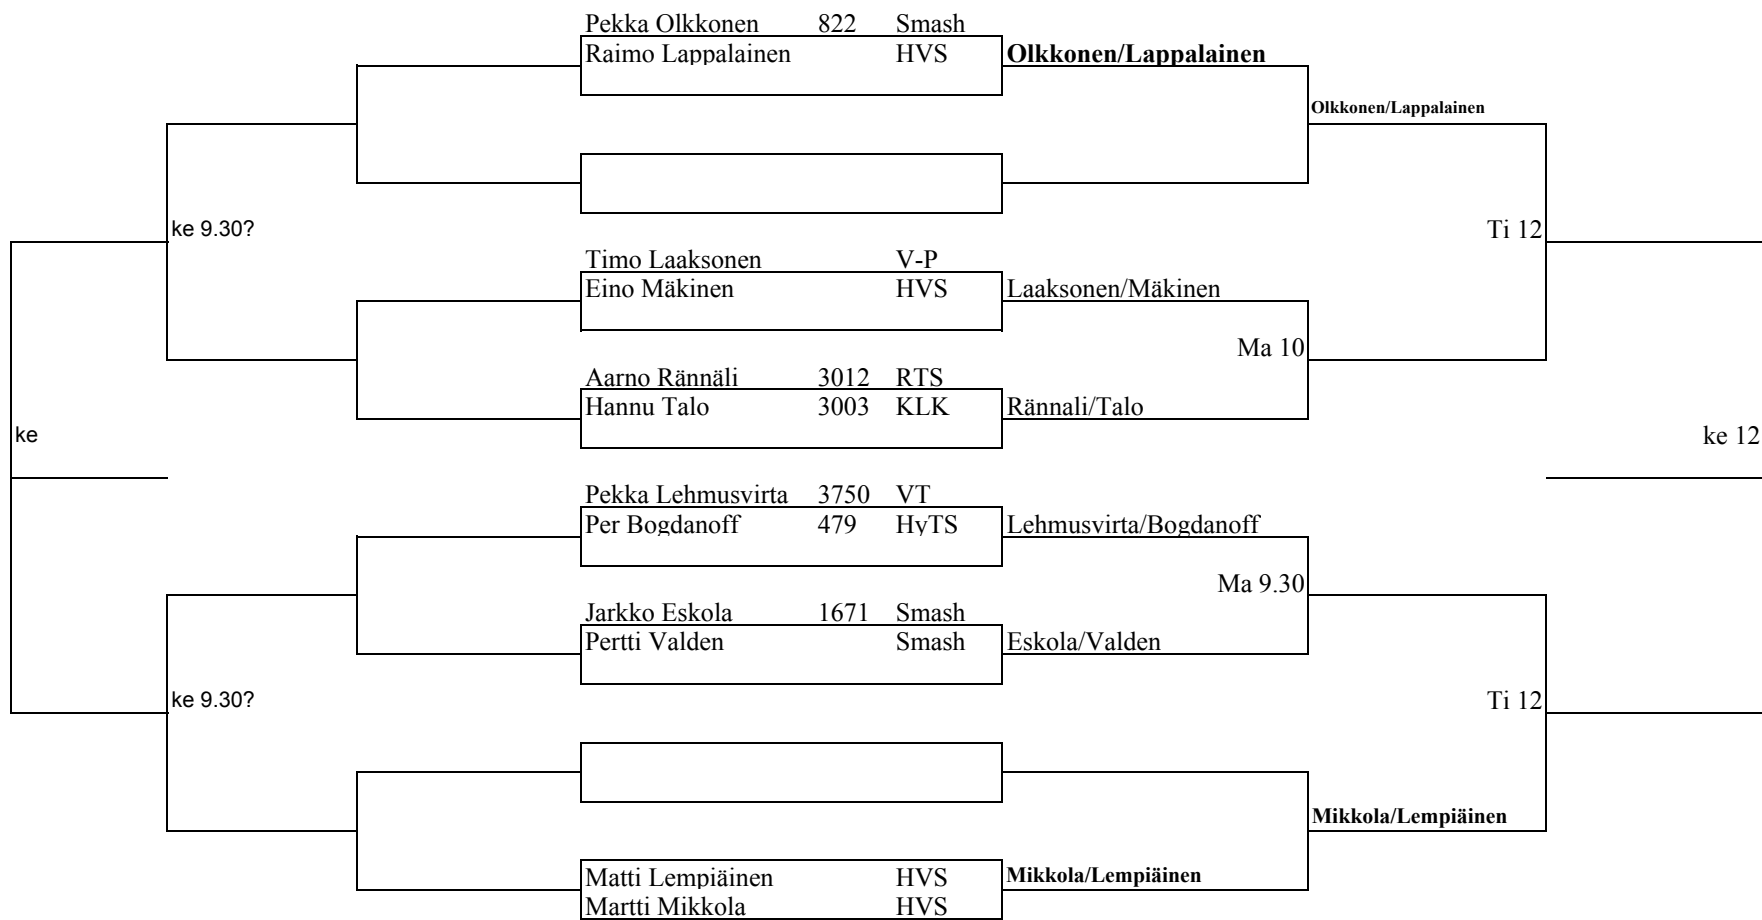 Pekka Olkkonen 822 Smash
Raimo Lappalainen HVS Olkkonen/Lappalainen
Olkkonen/Lappalainen
ke 9.30? Ti 12
Timo Laaksonen V-P
Eino Mäkinen HVS Laaksonen/Mäkinen
Ma 10
Aarno Rännäli 3012 RTS
Hannu Talo 3003 KLK Rännali/Talo
ke ke 12
Pekka Lehmusvirta 3750 VT
Per Bogdanoff 479 HyTS Lehmusvirta/Bogdanoff
Ma 9.30
Jarkko Eskola 1671 Smash
Pertti Valden Smash Eskola/Valden
ke 9.30? Ti 12
Mikkola/Lempiäinen
Matti Lempiäinen HVS Mikkola/Lempiäinen
Martti Mikkola HVS